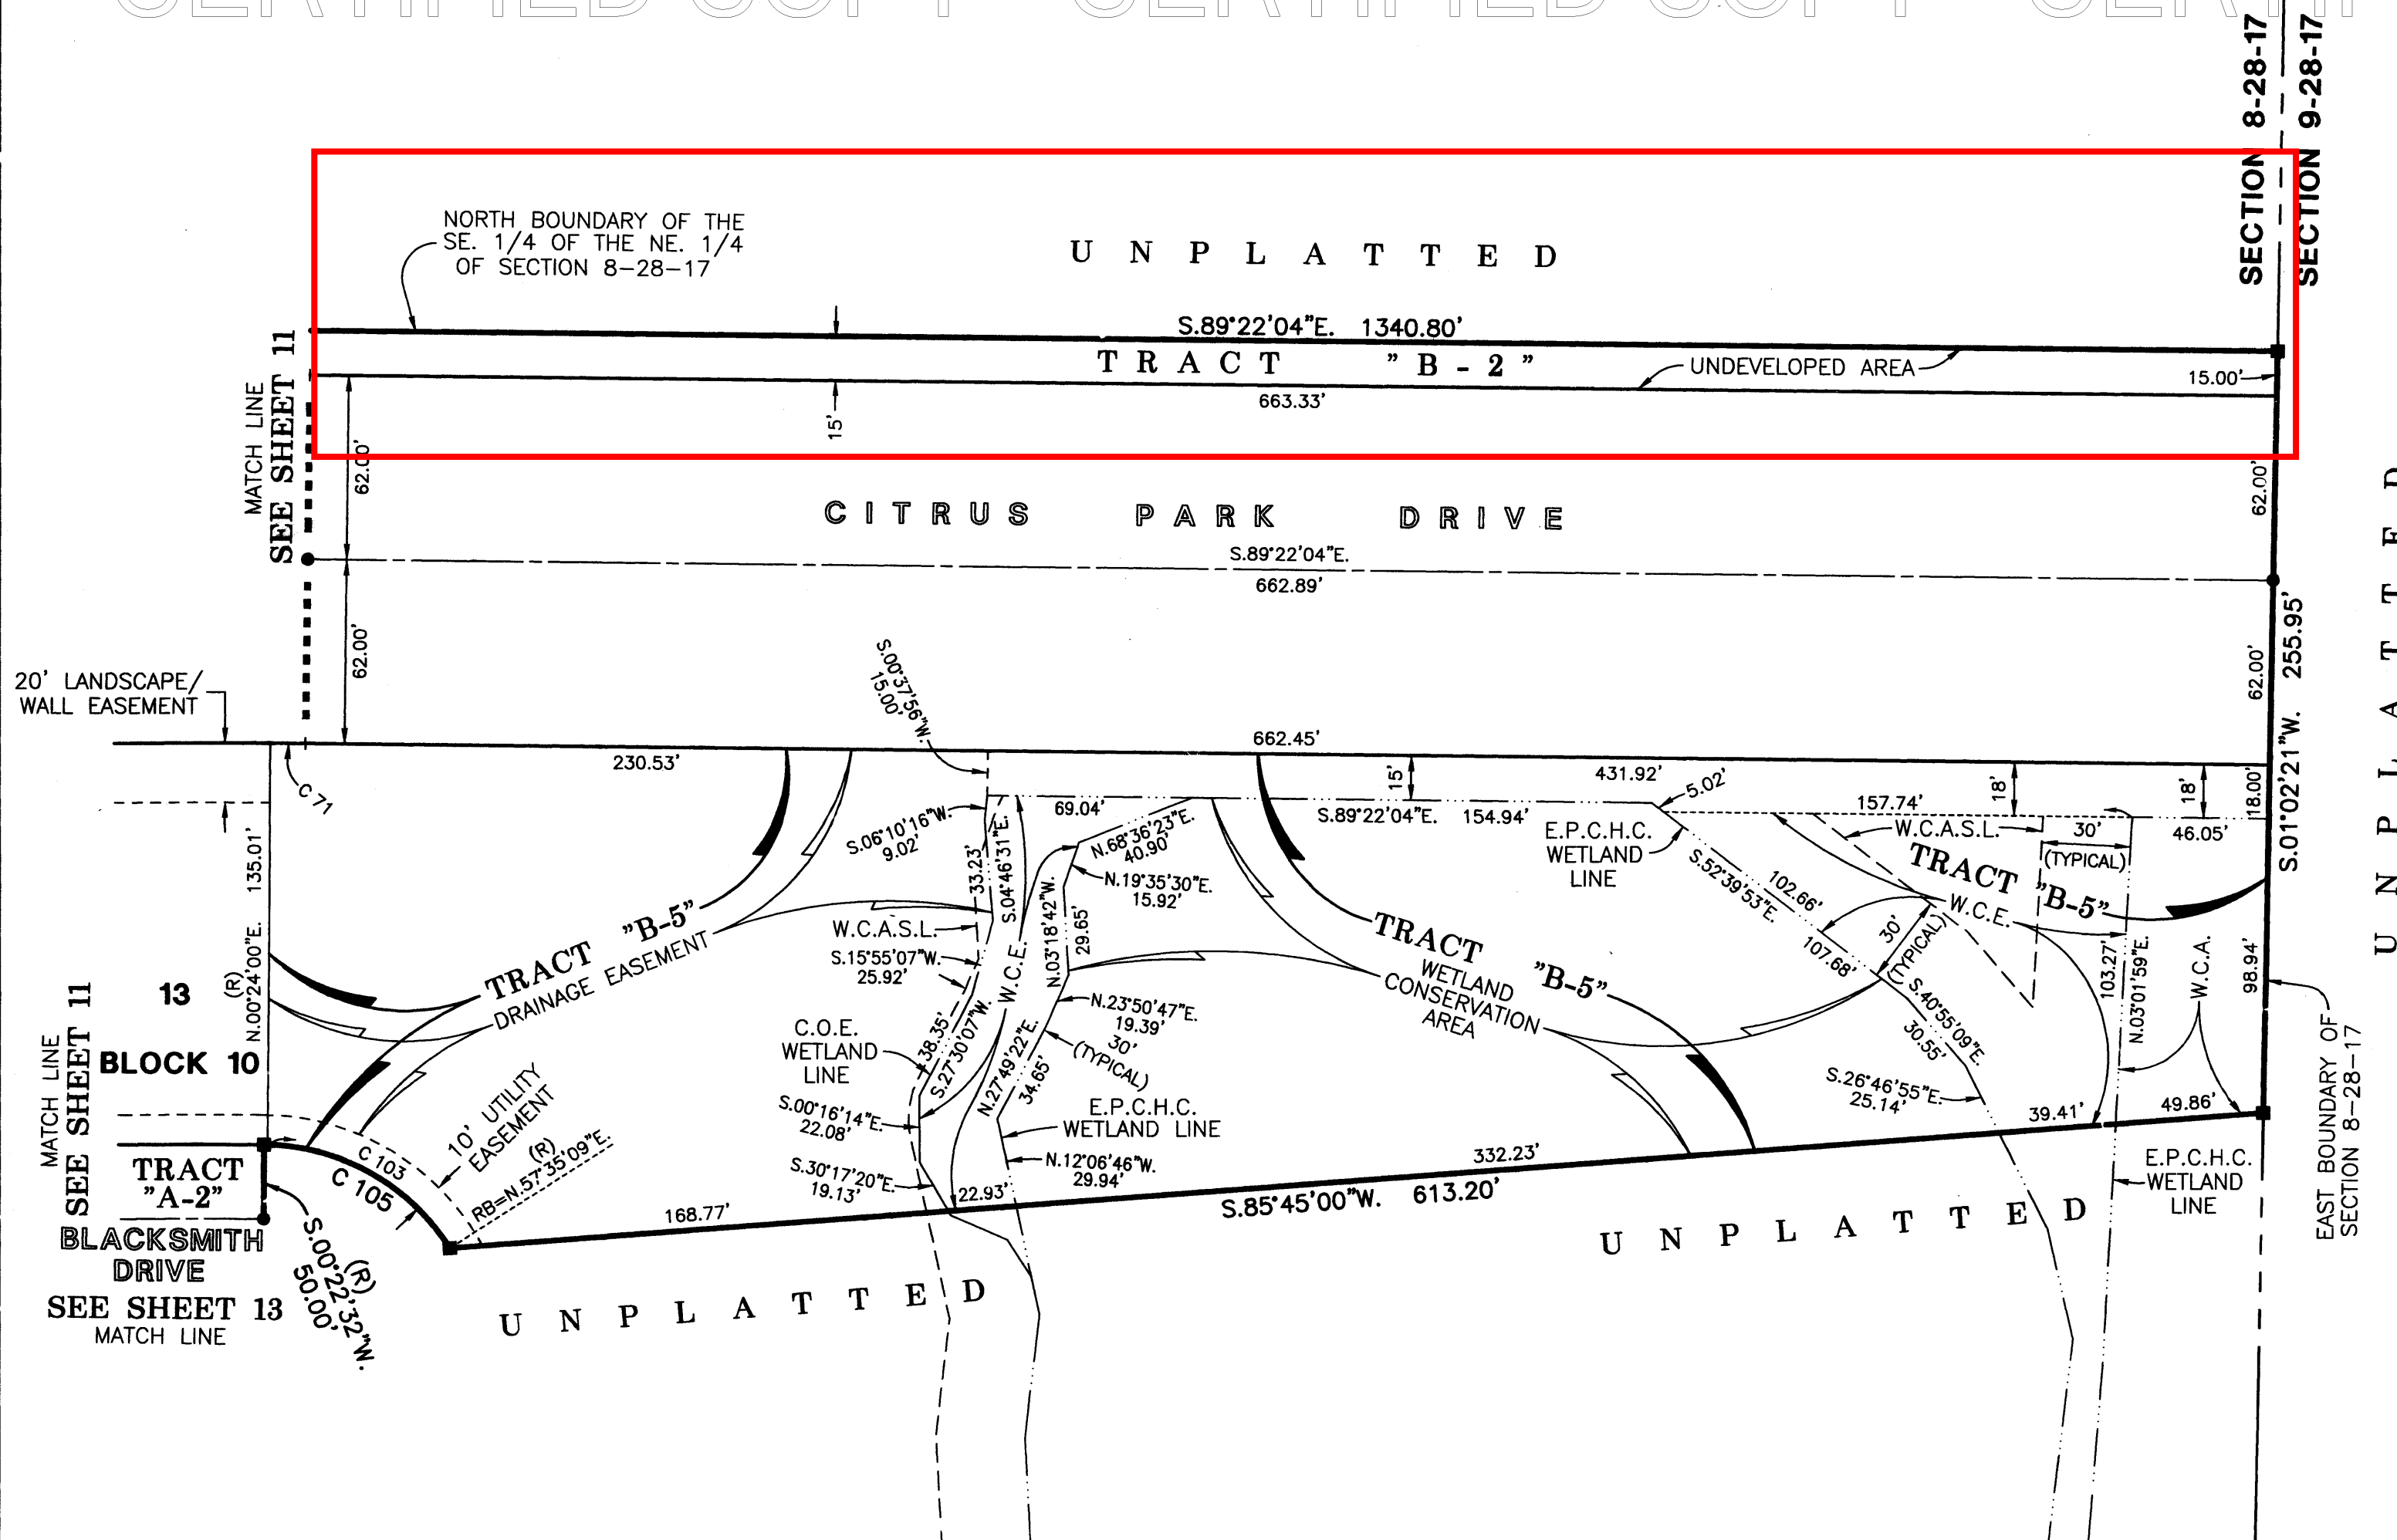 CERTIFIED COPY CERTIFIED COPY CERTI
SECTION 8-28-17
SECTION 9-28-17
NORTH BOUNDARY OF THE
SE. 1/4 OF THE NE. 1/4
OF SECTION 8-28-17
UNPLATTED
S.89°22'04"E. 1340.80'
TRACT "B-2"
UNDEVELOPED AREA
15.00'
663.33'
15'
MATCH LINE
SEE SHEET 11
62.00'
62.00'
CITRUS PARK DRIVE
S.89°22'04"E.
662.89'
62.00'
62.00'
S.01°02'21"W. 255.95'
UNPLATTED
20' LANDSCAPE/
WALL EASEMENT
S.00°37'56"W.
15.00'
662.45'
230.53'
C 71
15'
431.92'
5.02'
18'
18'
18.00'
157.74'
69.04'
S.89°22'04"E. 154.94'
S.06°10'16"W.
9.02'
N.68°36'23"E.
40.90'
E.P.C.H.C.
WETLAND
LINE
W.C.A.S.L.
30'
(TYPICAL)
46.05'
135.01'
N.00°24'00"E.
(R)
33.23'
S.04°46'31"E.
N.19°35'30"E.
15.92'
S.52°39'53"E.
102.66'
107.68'
TRACT "B-5"
W.C.E.
TRACT "B-5"
DRAINAGE EASEMENT
W.C.A.S.L.
S.15°55'07"W.
25.92'
W.C.E.
N.03°18'42"W.
29.65'
TRACT "B-5"
WETLAND
CONSERVATION
AREA
30'
(TYPICAL)
103.27'
N.03°01'59"E.
W.C.A.
98.94'
13
BLOCK 10
MATCH LINE
SEE SHEET 11
C.O.E.
WETLAND
LINE
38.35'
S.27°30'07"W.
N.23°50'47"E.
19.39'
30'
(TYPICAL)
N.27°49'22"E.
34.65'
S.40°55'09"E.
30.55'
EAST BOUNDARY OF
SECTION 8-28-17
10' UTILITY
EASEMENT
S.00°16'14"E.
22.08'
E.P.C.H.C.
WETLAND LINE
S.26°46'55"E.
25.14'
39.41'
49.86'
TRACT
"A-2"
C 103
C 105
(R)
RB=N.57°35'09"E.
S.30°17'20"E.
19.13'
22.93'
N.12°06'46"W.
29.94'
332.23'
E.P.C.H.C.
WETLAND
LINE
168.77'
S.85°45'00"W. 613.20'
UNPLATTED
BLACKSMITH
DRIVE
(R)
S.00°22'32"W.
50.00'
SEE SHEET 13
MATCH LINE
UNPLATTED